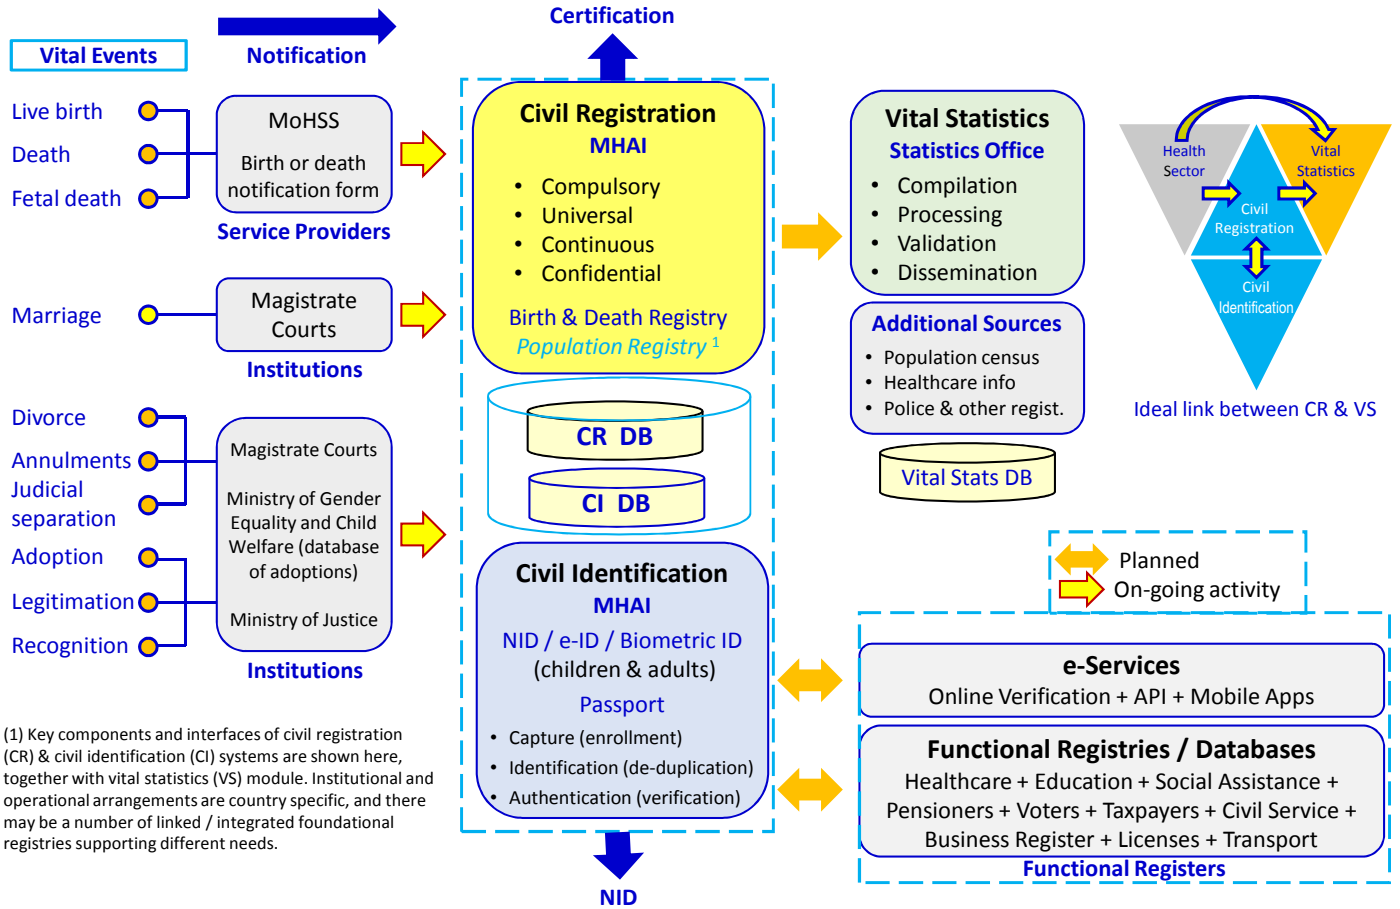 Vital Events
Notification
Certification
Live birth
Death
Fetal death
MoHSS
Birth or death
notification form
Service Providers
Marriage
Magistrate
Courts
Institutions
Divorce
Annulments
Judicial
separation
Adoption
Legitimation
Recognition
Magistrate Courts
Ministry of Gender
Equality and Child
Welfare (database
of adoptions)
Ministry of Justice
Institutions
(1) Key components and interfaces of civil registration
(CR) & civil identification (CI) systems are shown here,
together with vital statistics (VS) module. Institutional and
operational arrangements are country specific, and there
may be a number of linked / integrated foundational
registries supporting different needs.
Civil Registration
MHAI
• Compulsory
• Universal
• Continuous
• Confidential
Birth & Death Registry
Population Registry 1
CR DB
CI DB
Civil Identification
MHAI
NID / e-ID / Biometric ID
(children & adults)
Passport
• Capture (enrollment)
• Identification (de-duplication)
• Authentication (verification)
NID
Vital Statistics
Statistics Office
• Compilation
• Processing
• Validation
• Dissemination
Additional Sources
• Population census
• Healthcare info
• Police & other regist.
Vital Stats DB
Health
Sector
Vital
Statistics
Civil
Registration
Civil
Identification
Ideal link between CR & VS
Planned
On-going activity
e-Services
Online Verification + API + Mobile Apps
Functional Registries / Databases
Healthcare + Education + Social Assistance +
Pensioners + Voters + Taxpayers + Civil Service +
Business Register + Licenses + Transport
Functional Registers